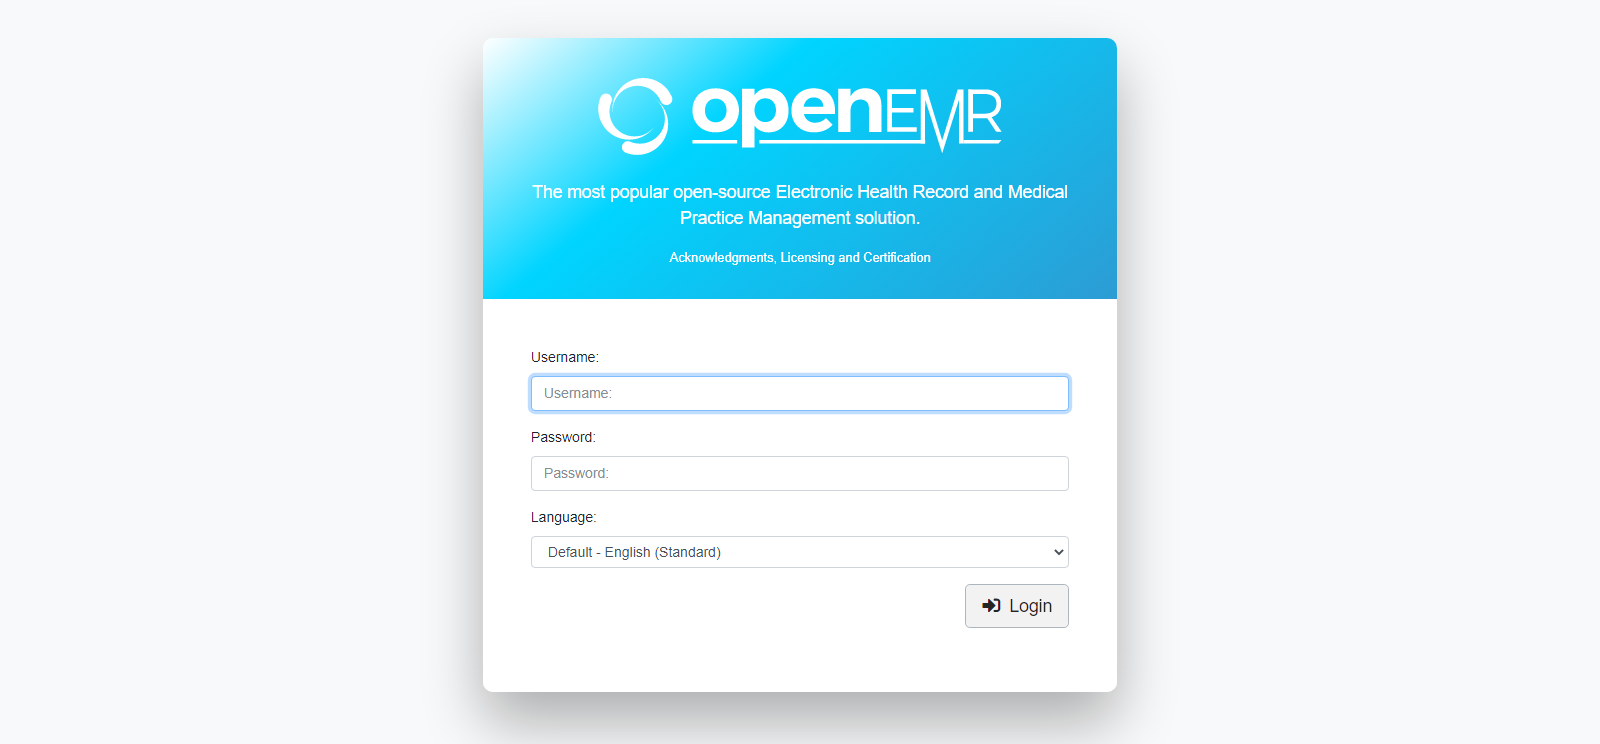 openEMR
The most popular open-source Electronic Health Record and Medical
Practice Management solution.
Acknowledgments, Licensing and Certification
Username:
Username:
Password:
Password:
Language:
Default - English (Standard)
Login